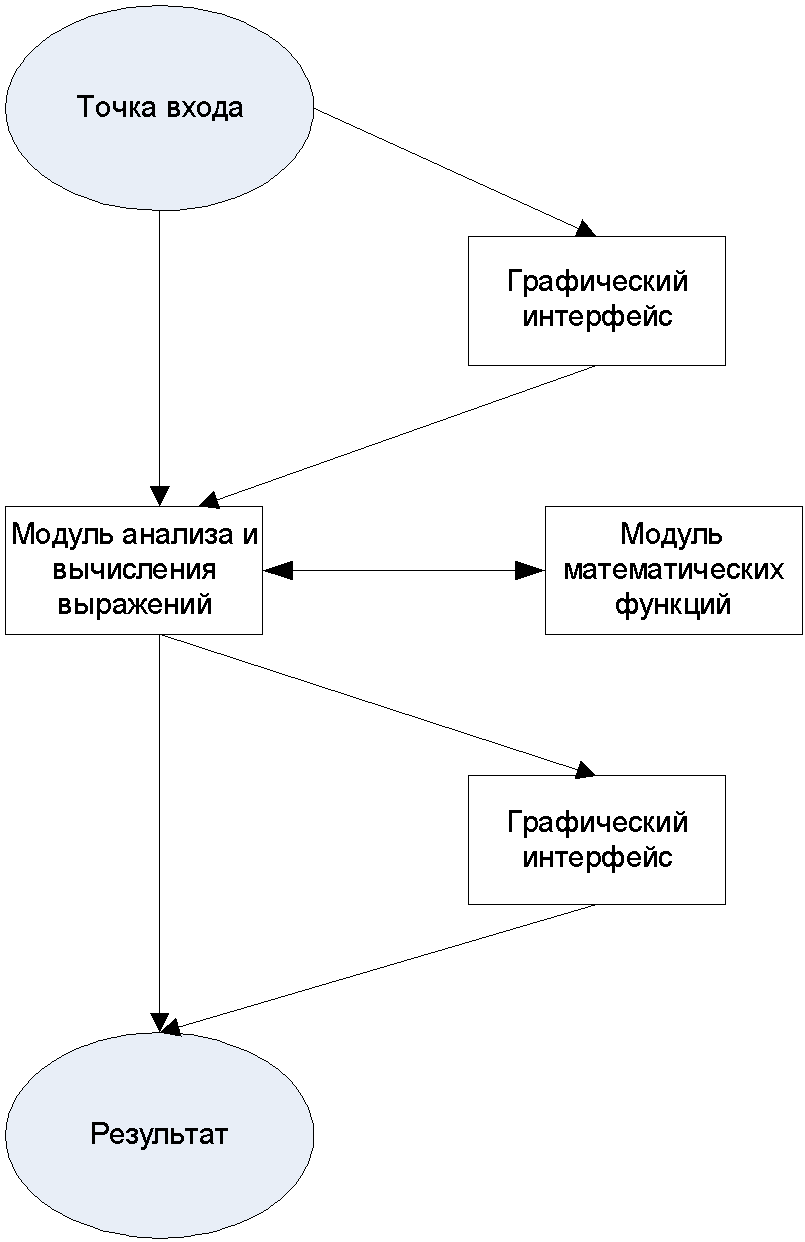 Точка входа
Графический
интерфейс
Модуль анализа и
вычисления
выражений
Модуль
математических
функций
Графический
интерфейс
Результат